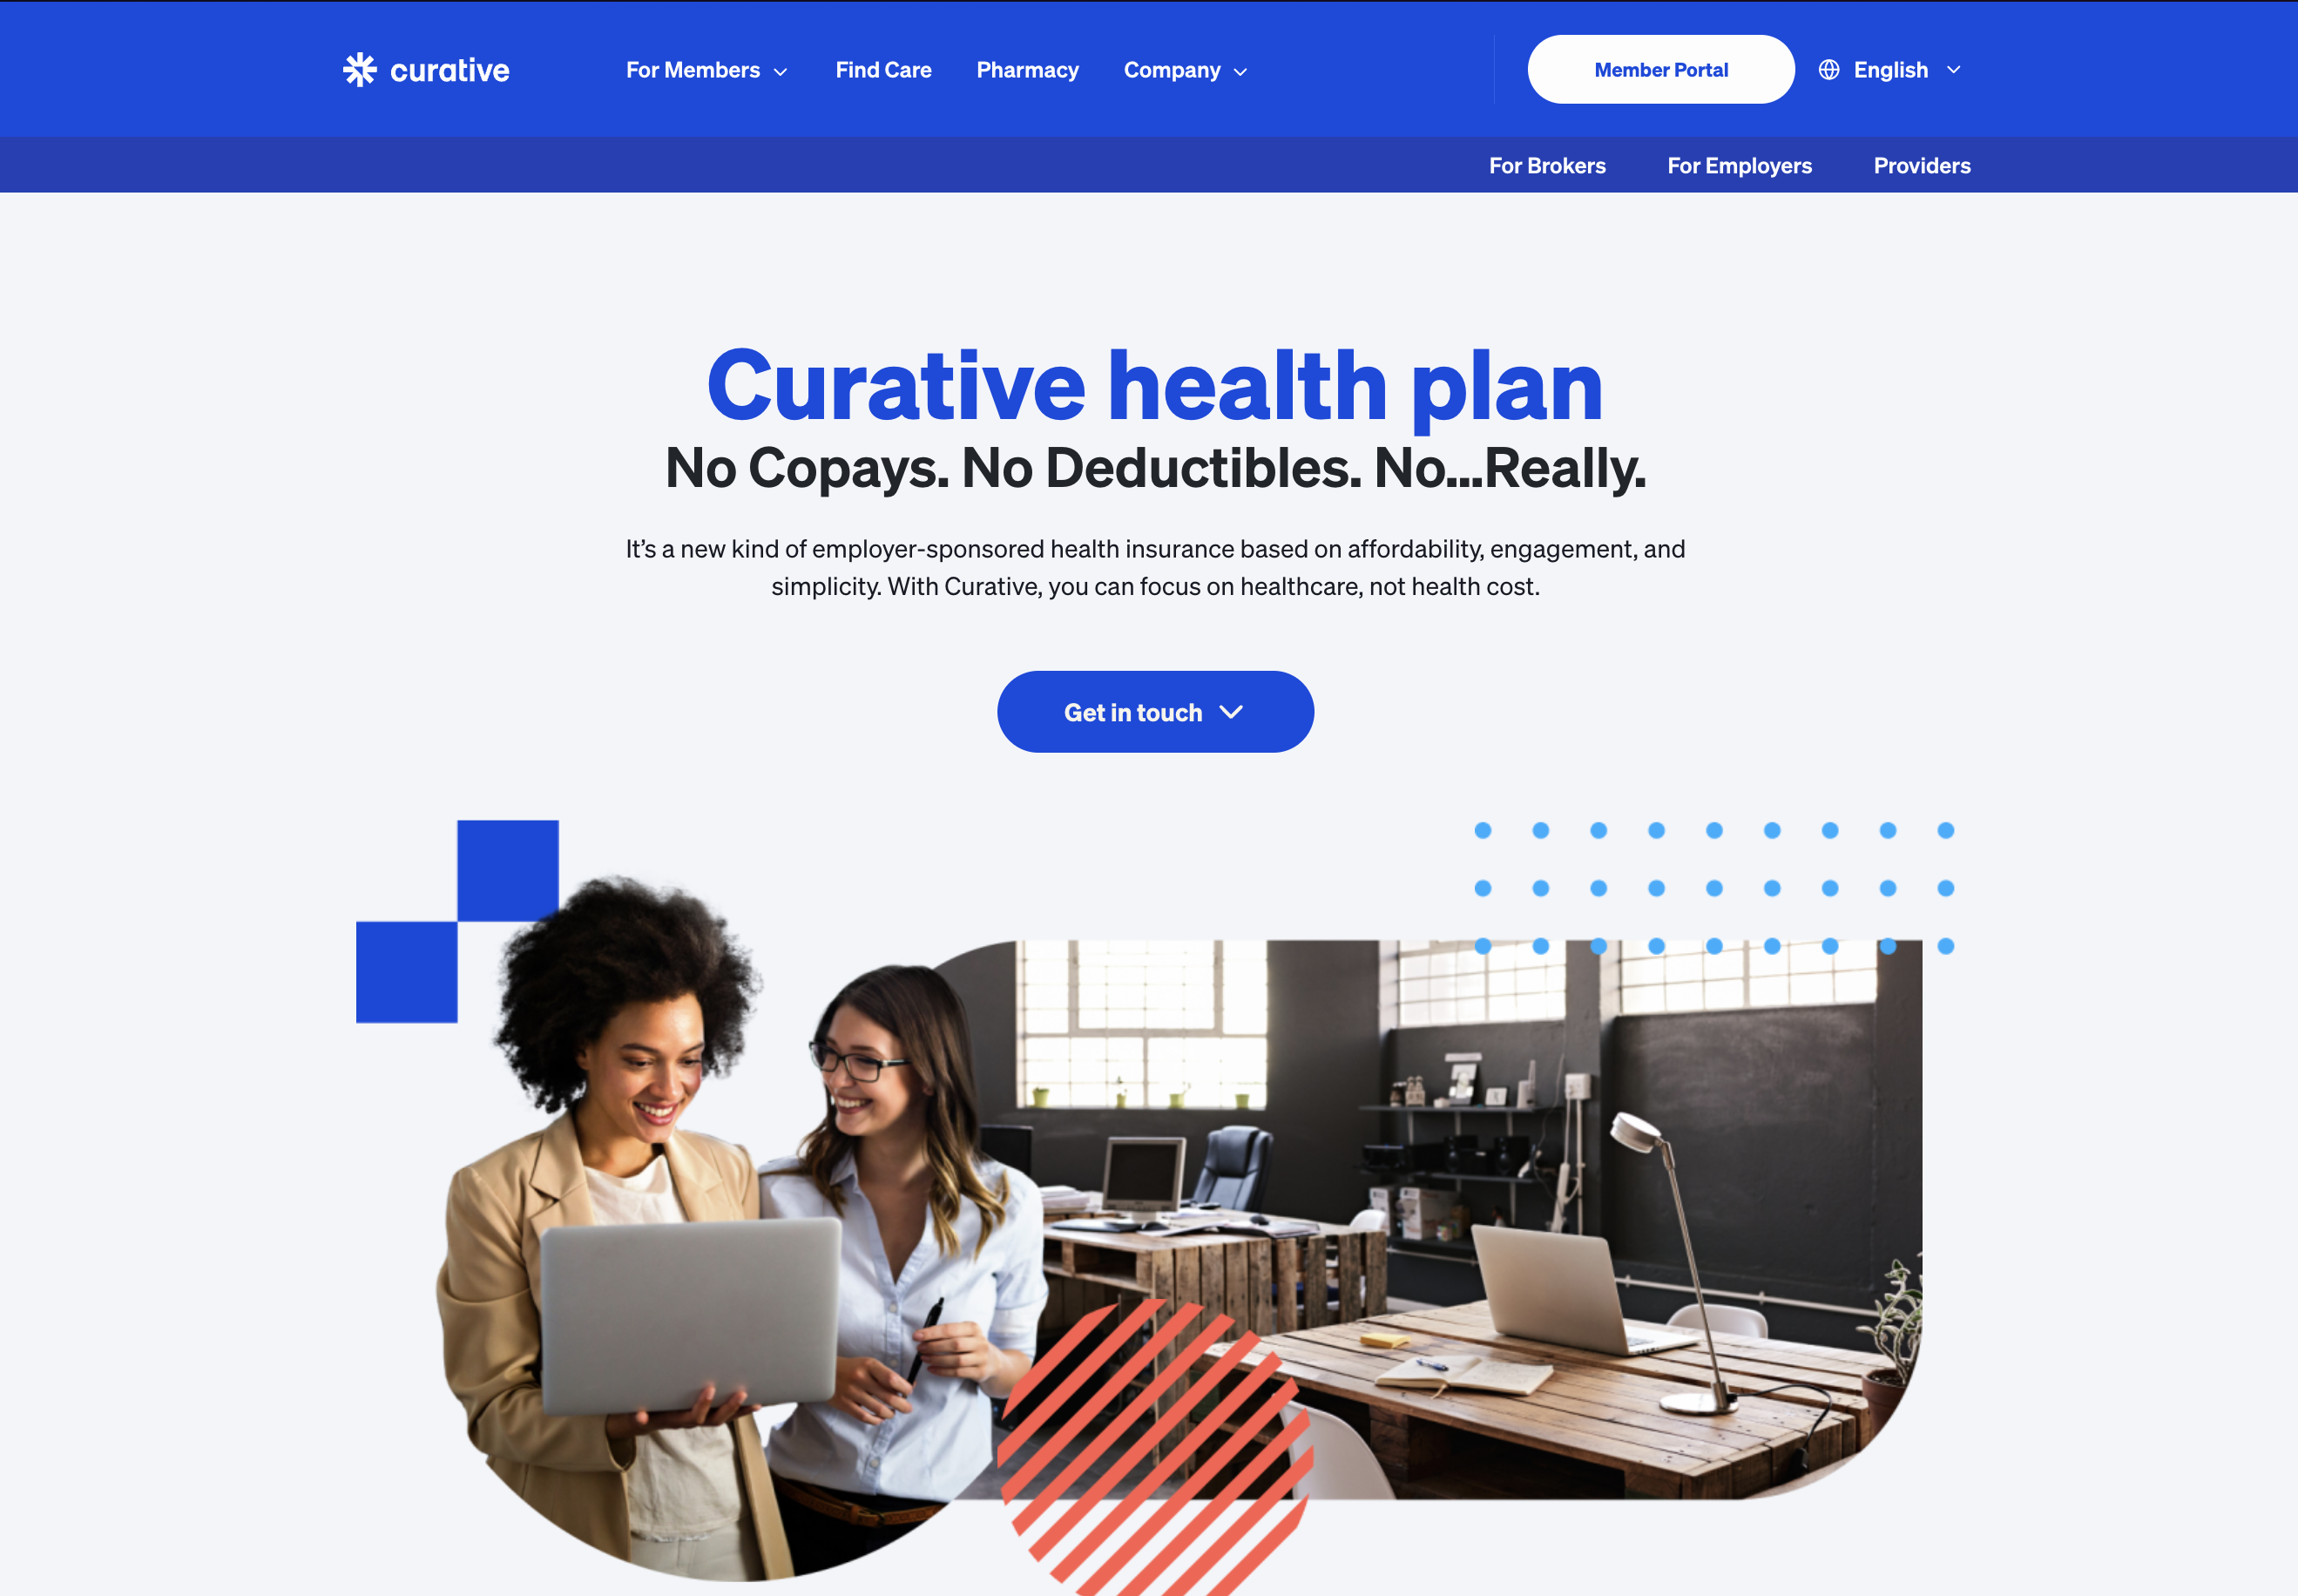 curative
For Members
Find Care
Pharmacy
Company
Member Portal
English
For Brokers
For Employers
Providers
Curative health plan
No Copays. No Deductibles. No...Really.
It’s a new kind of employer-sponsored health insurance based on affordability, engagement, and
simplicity. With Curative, you can focus on healthcare, not health cost.
Get in touch